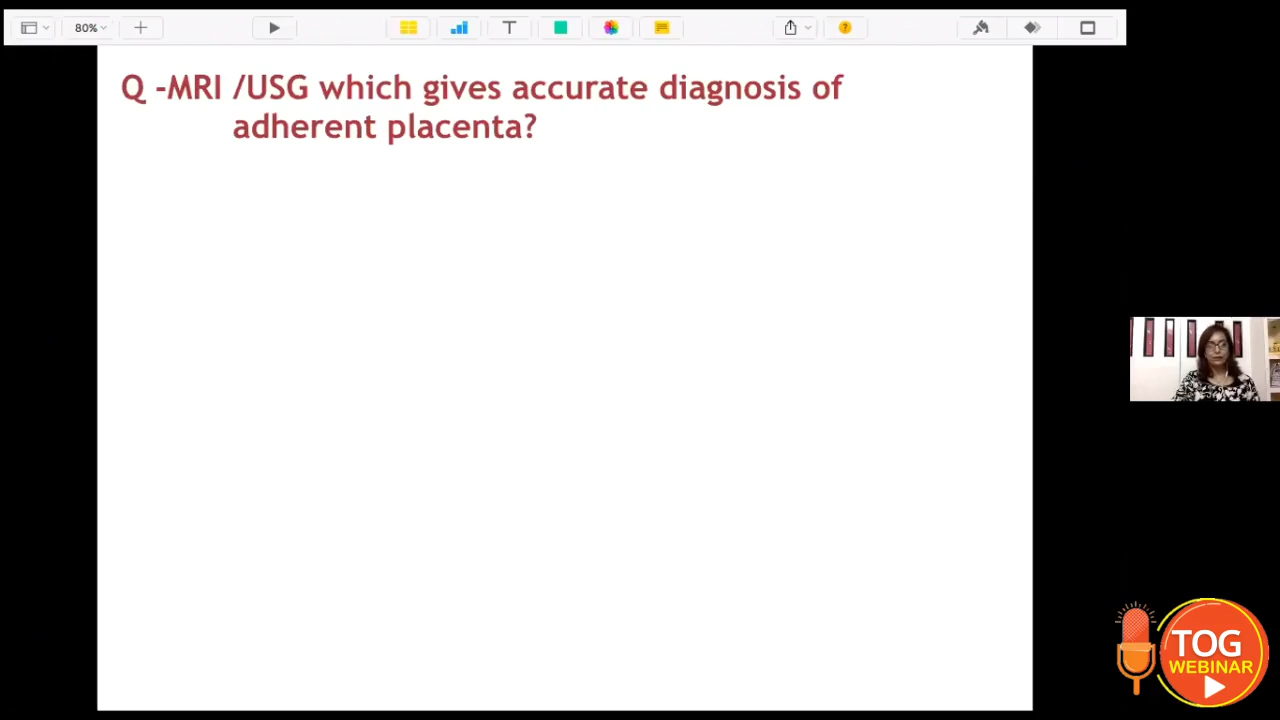 80%
Q -MRI /USG which gives accurate diagnosis of
adherent placenta?
TOG
WEBINAR